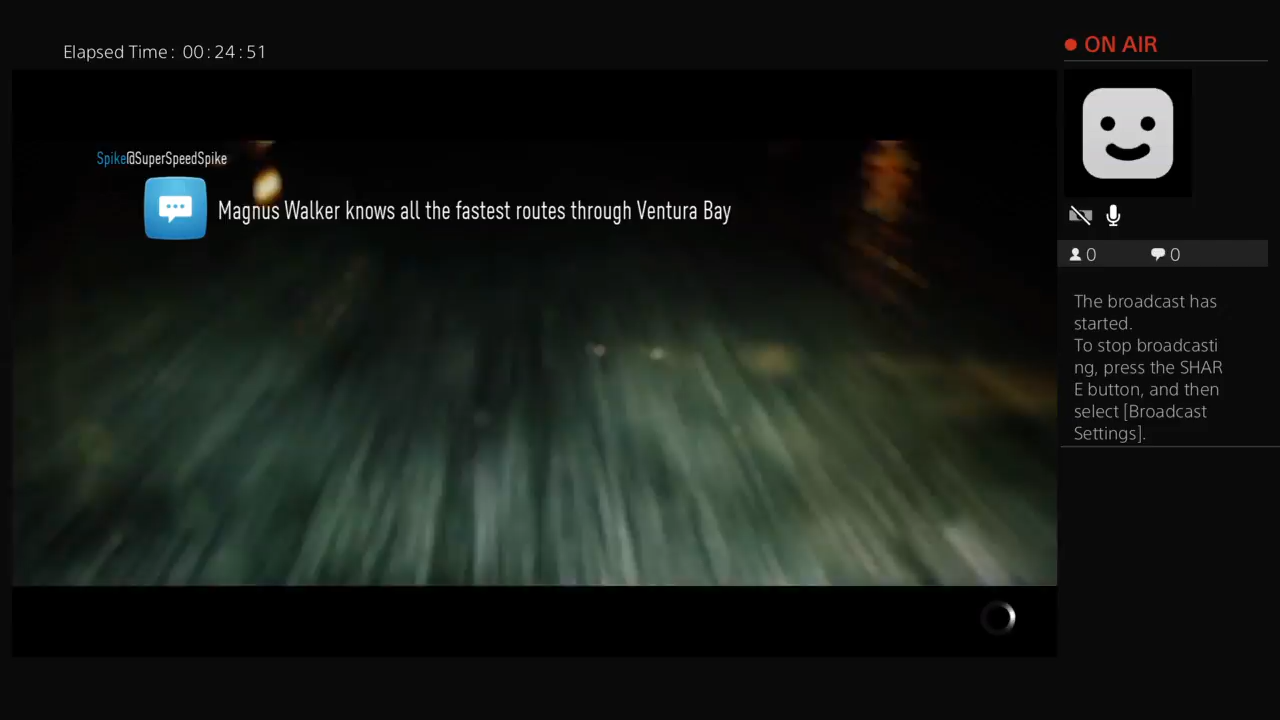 Elapsed Time: 00:24:51
ON AIR
Spike@SuperSpeedSpike
Magnus Walker knows all the fastest routes through Ventura Bay
0 0
The broadcast has
started.
To stop broadcasti
ng, press the SHAR
E button, and then
select [Broadcast
Settings].